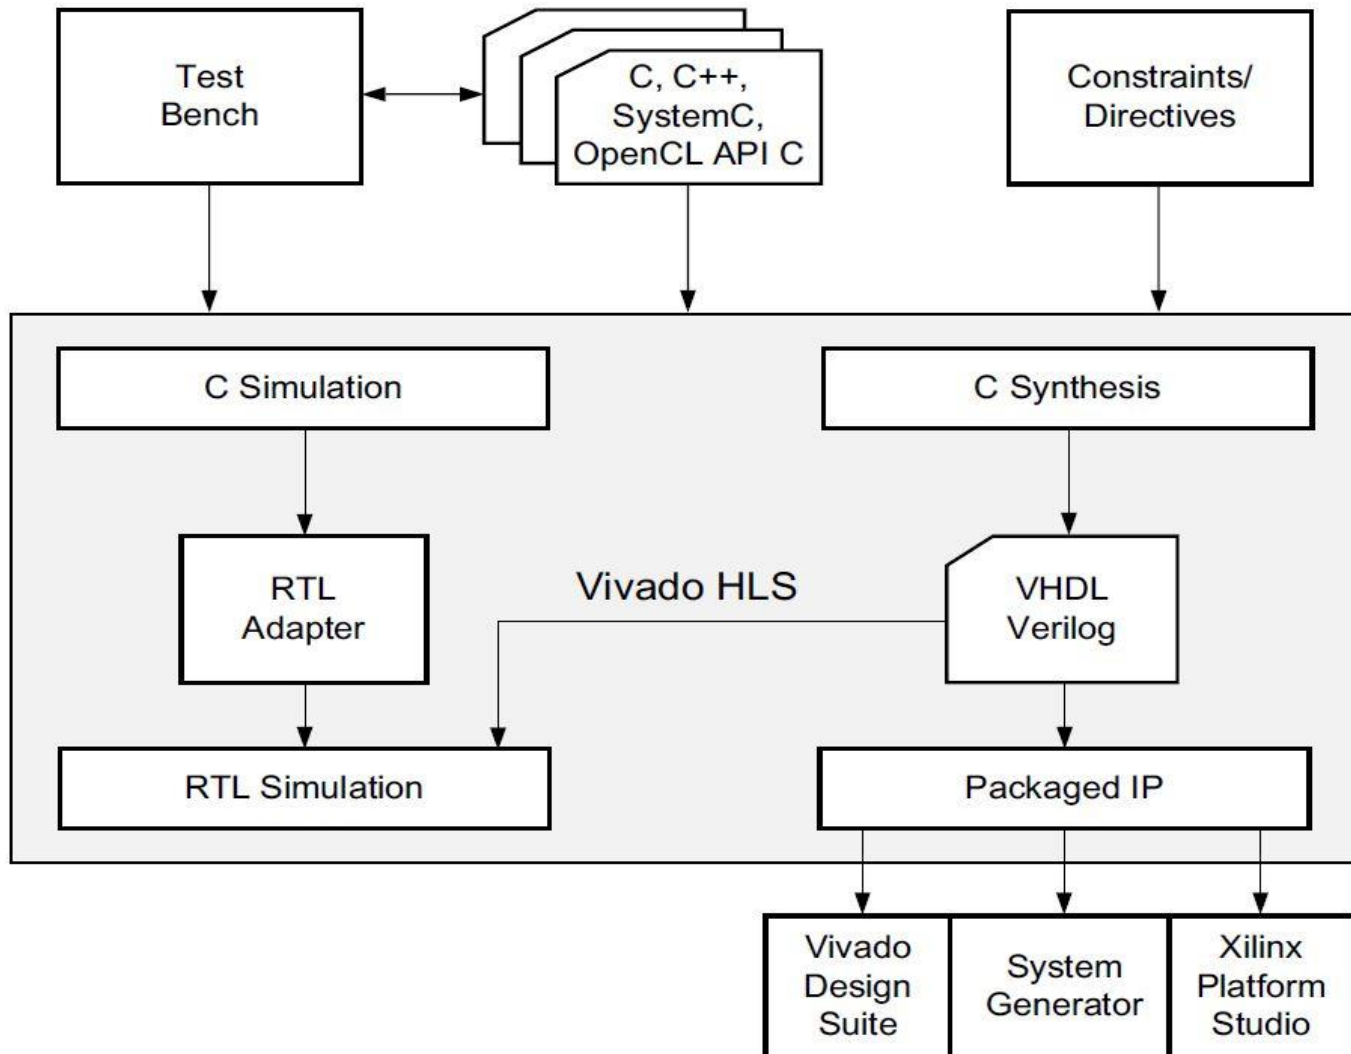 Test
Bench
C, C++,
SystemC,
OpenCL API C
Constraints/
Directives
C Simulation
C Synthesis
RTL
Adapter
Vivado HLS
VHDL
Verilog
RTL Simulation
Packaged IP
Vivado
Design
Suite
System
Generator
Xilinx
Platform
Studio